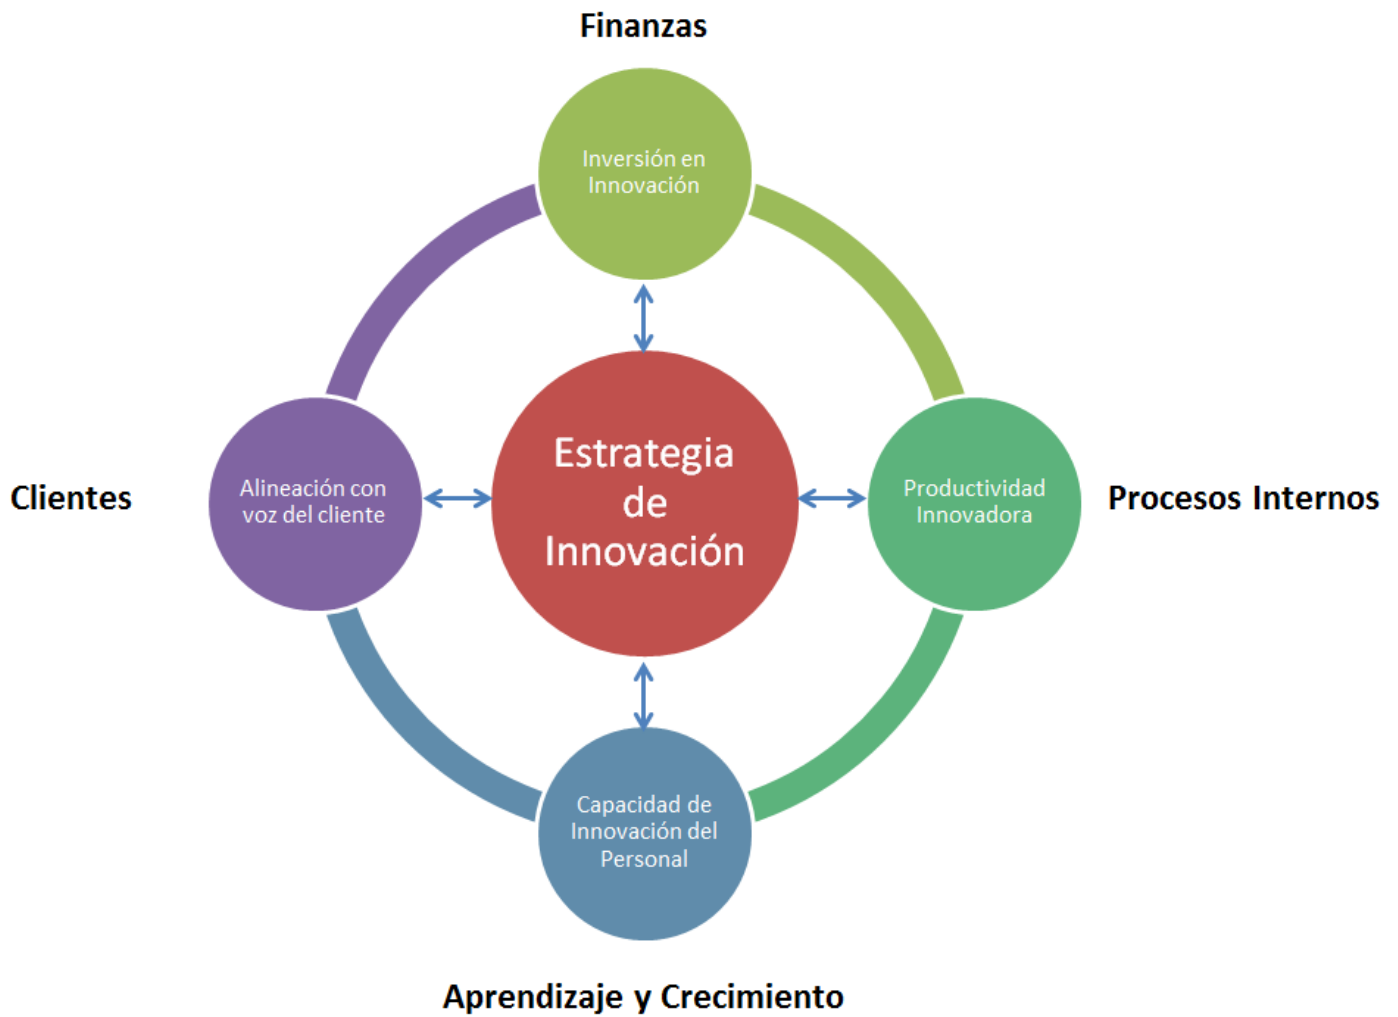 Finanzas
Inversión en
Innovación
Clientes
Alineación con
voz del cliente
Estrategia
de
Innovación
Productividad
Innovadora
Procesos Internos
Capacidad de
Innovación del
Personal
Aprendizaje y Crecimiento